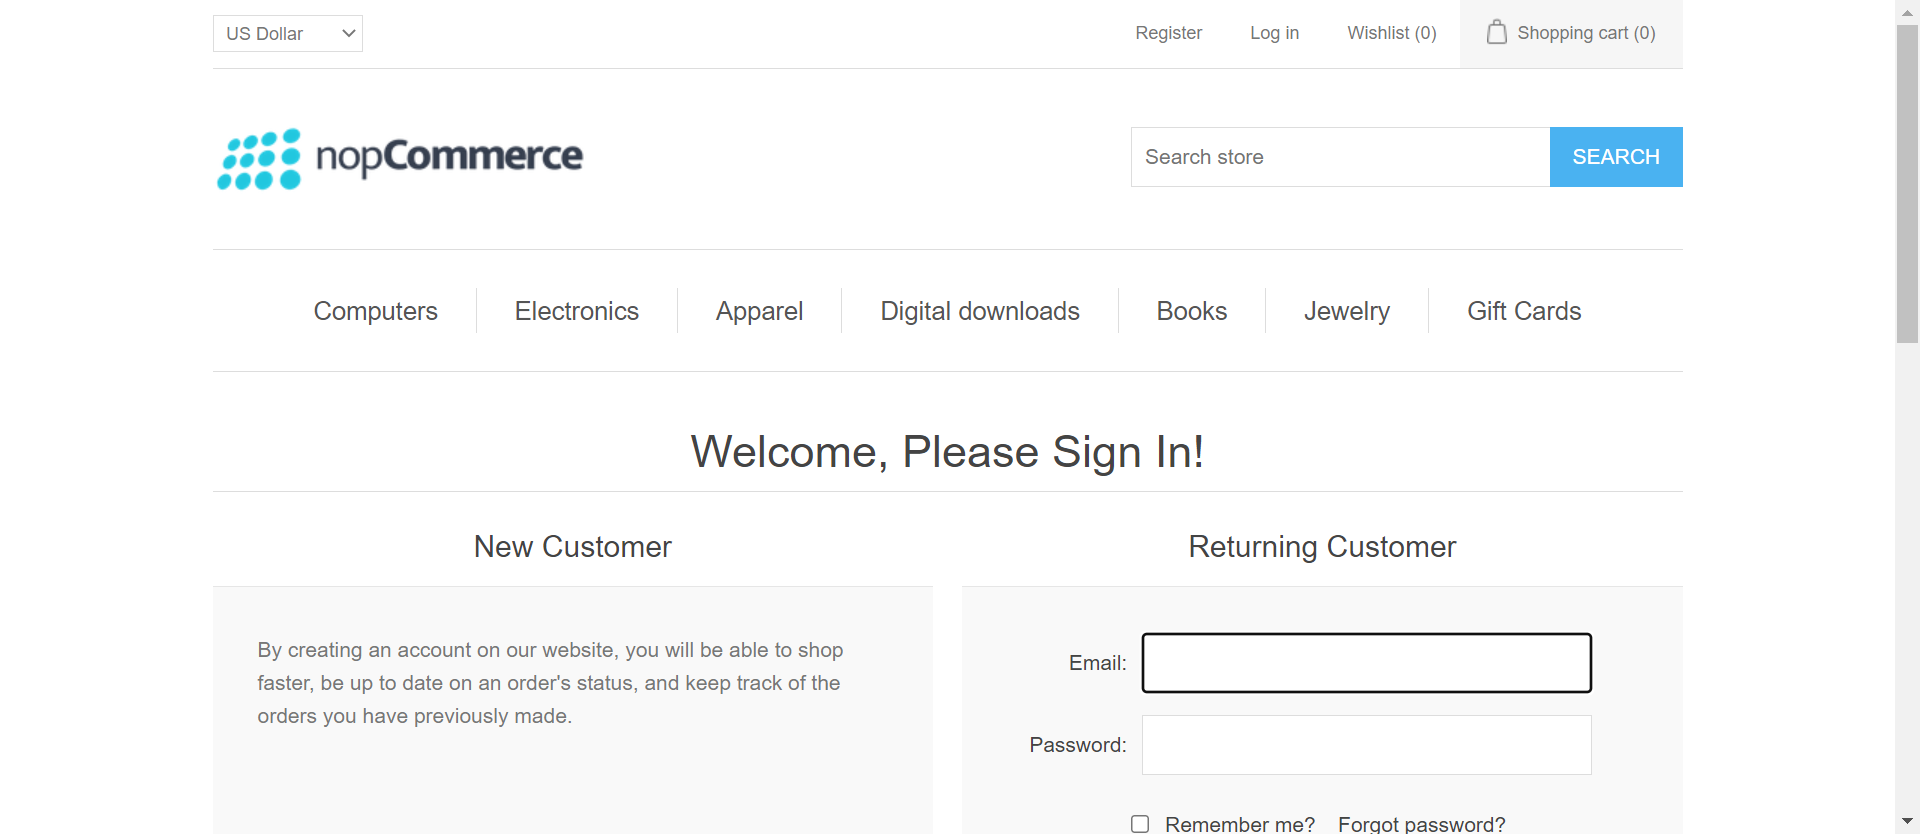 US Dollar
Register
Log in
Wishlist (0)
Shopping cart (0)
nopCommerce
Search store
SEARCH
Computers
Electronics
Apparel
Digital downloads
Books
Jewelry
Gift Cards
Welcome, Please Sign In!
New Customer
By creating an account on our website, you will be able to shop
faster, be up to date on an order's status, and keep track of the
orders you have previously made.
Returning Customer
Email:
Password:
Remember me?
Forgot password?